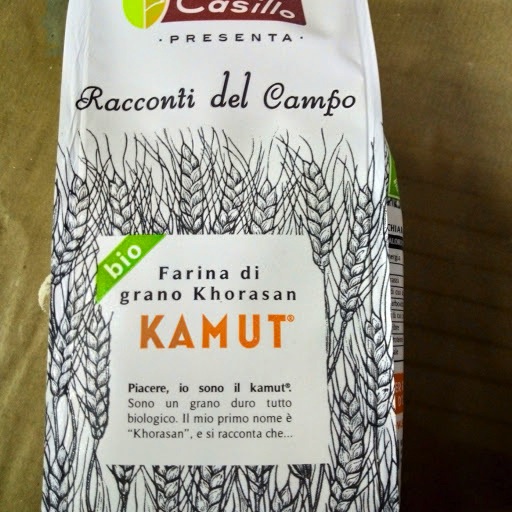 Casillo
· PRESENTA ·
Racconti del Campo
bio
Farina di
grano Khorasan
KAMUT®
Piacere, io sono il kamut®.
Sono un grano duro tutto
biologico. Il mio primo nome è
"Khorasan", e si racconta che...